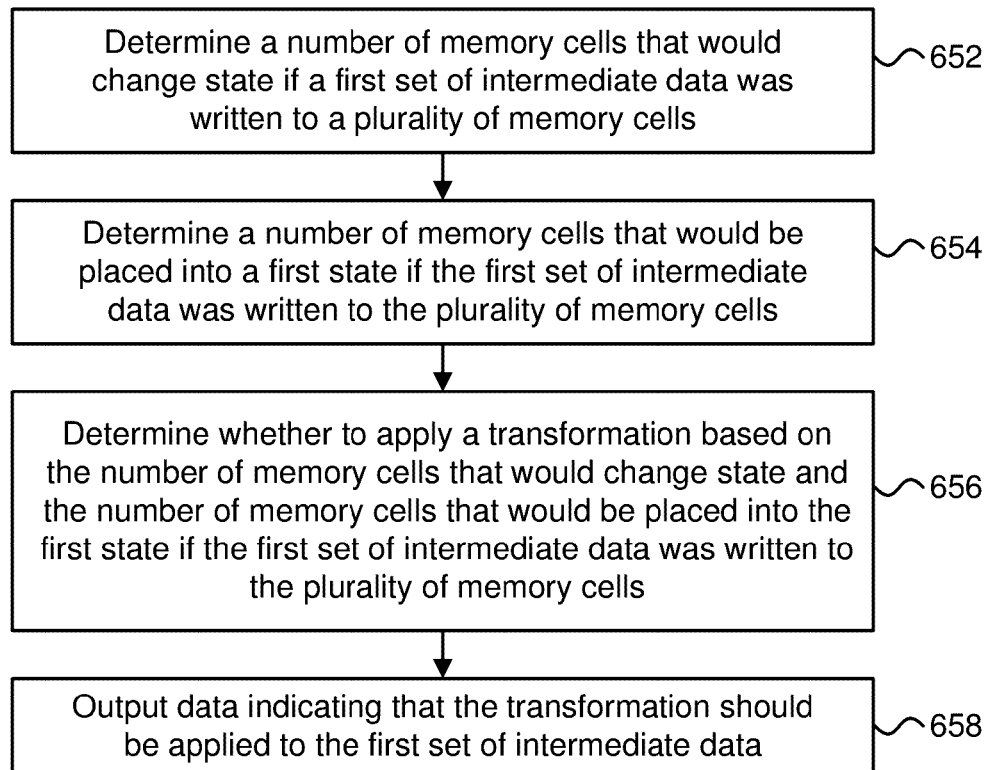 Determine a number of memory cells that would
change state if a first set of intermediate data was
written to a plurality of memory cells
652
Determine a number of memory cells that would be
placed into a first state if the first set of intermediate
data was written to the plurality of memory cells
654
Determine whether to apply a transformation based on
the number of memory cells that would change state and
the number of memory cells that would be placed into the
first state if the first set of intermediate data was written to
the plurality of memory cells
656
Output data indicating that the transformation should
be applied to the first set of intermediate data
658